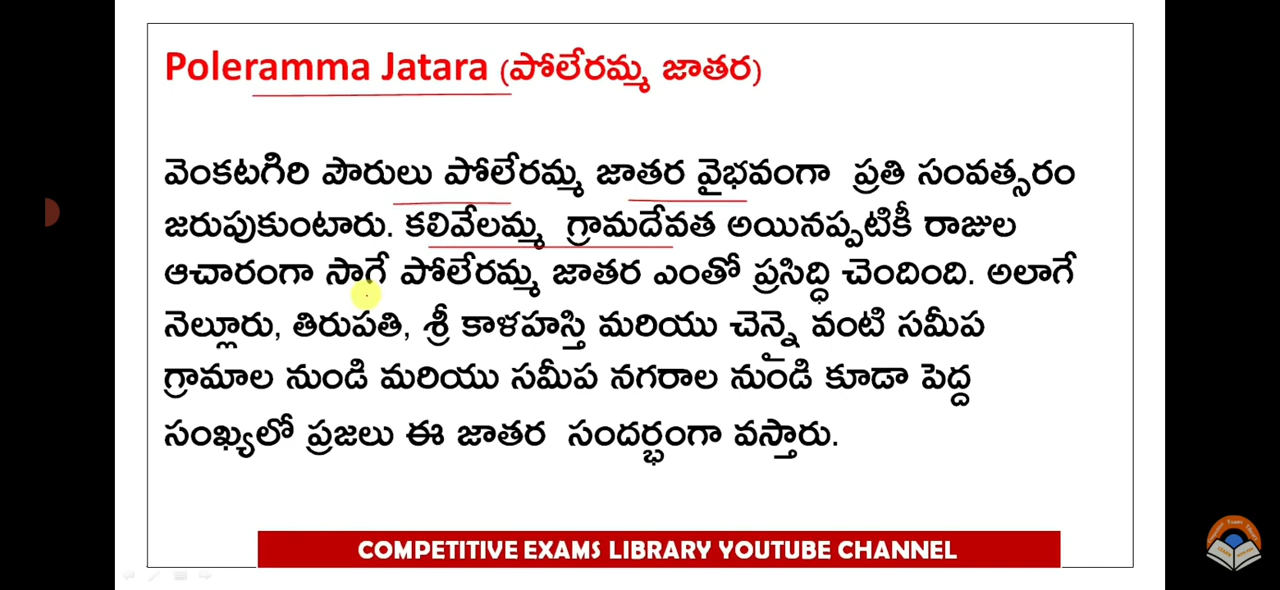 Poleramma Jatara (పోలేరమ్మ జాతర)
వెంకటగిరి పౌరులు పోలేరమ్మ జాతర వైభవంగా ప్రతి సంవత్సరం
జరుపుకుంటారు. కలివేలమ్మ గ్రామదేవత అయినప్పటికీ రాజుల
ఆచారంగా సాగే పోలేరమ్మ జాతర ఎంతో ప్రసిద్ధి చెందింది. అలాగే
నెల్లూరు, తిరుపతి, శ్రీ కాళహస్తి మరియు చెన్నై వంటి సమీప
గ్రామాల నుండి మరియు సమీప నగరాల నుండి కూడా పెద్ద
సంఖ్యలో ప్రజలు ఈ జాతర సందర్భంగా వస్తారు.
COMPETITIVE EXAMS LIBRARY YOUTUBE CHANNEL